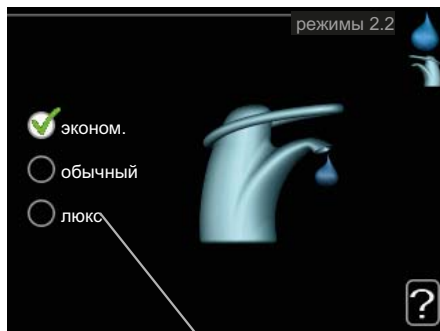 режимы 2.2
эконом.
обычный
люкс
?